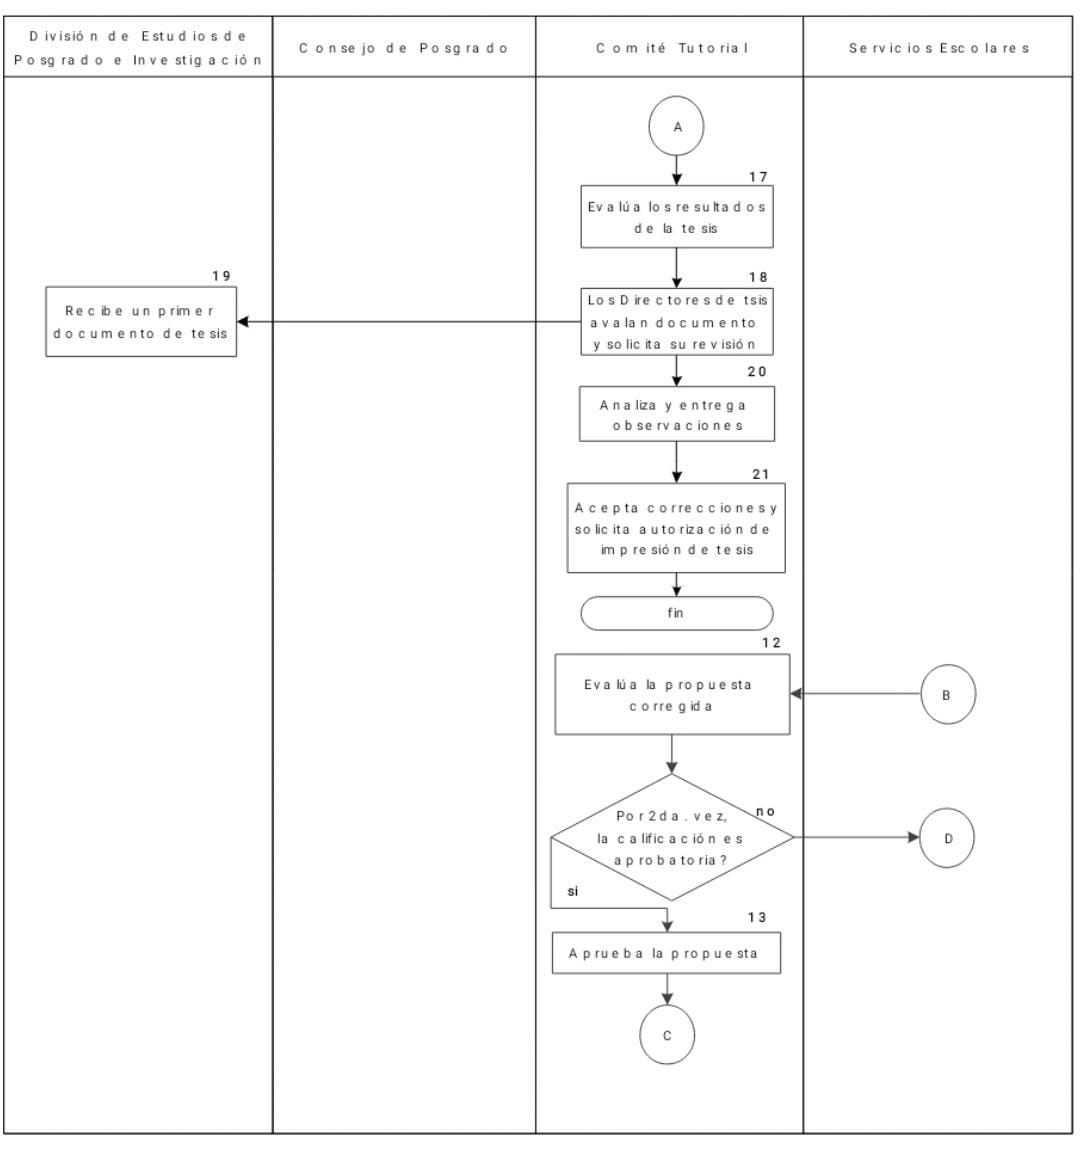 División de Estudios de
Posgrado e Investigación
Consejo de Posgrado
Comité Tutorial
Servicios Escolares
A
17
Evalúa los resultados
de la tesis
18
Los Directores de tsis
avalan documento
y solicita su revisión
19
Recibe un primer
documento de tesis
20
Analiza y entrega
observaciones
21
Acepta correcciones y
solicita autorización de
impresión de tesis
fin
12
Evalúa la propuesta
corregida
B
Por 2da. vez,
la calificación es
aprobatoria?
no
D
si
13
Aprueba la propuesta
C